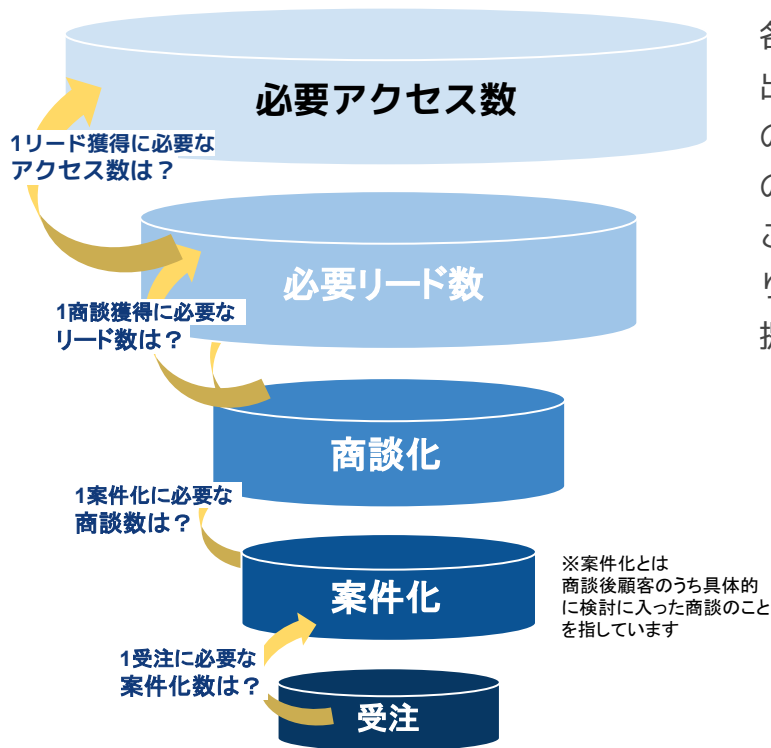 必要アクセス数
1リード獲得に必要な
アクセス数は？
必要リード数
1商談獲得に必要な
リード数は？
商談化
1案件化に必要な
商談数は？
案件化
※案件化とは
商談後顧客のうち具体的
に検討に入った商談のこと
を指しています
1受注に必要な
案件化数は？
受注
各
出
の
の
こ